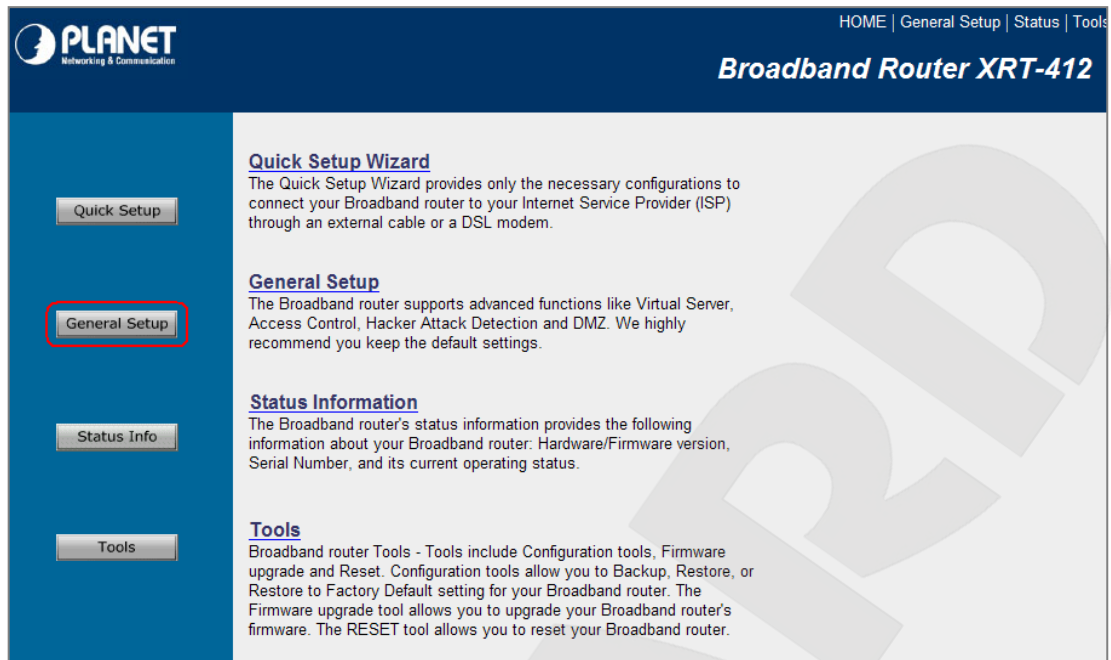 PLANET
Networking & Communication
HOME | General Setup | Status | Tools
Broadband Router XRT-412
Quick Setup
General Setup
Status Info
Tools
Quick Setup Wizard
The Quick Setup Wizard provides only the necessary configurations to
connect your Broadband router to your Internet Service Provider (ISP)
through an external cable or a DSL modem.
General Setup
The Broadband router supports advanced functions like Virtual Server,
Access Control, Hacker Attack Detection and DMZ. We highly
recommend you keep the default settings.
Status Information
The Broadband router's status information provides the following
information about your Broadband router: Hardware/Firmware version,
Serial Number, and its current operating status.
Tools
Broadband router Tools - Tools include Configuration tools, Firmware
upgrade and Reset. Configuration tools allow you to Backup, Restore, or
Restore to Factory Default setting for your Broadband router. The
Firmware upgrade tool allows you to upgrade your Broadband router's
firmware. The RESET tool allows you to reset your Broadband router.